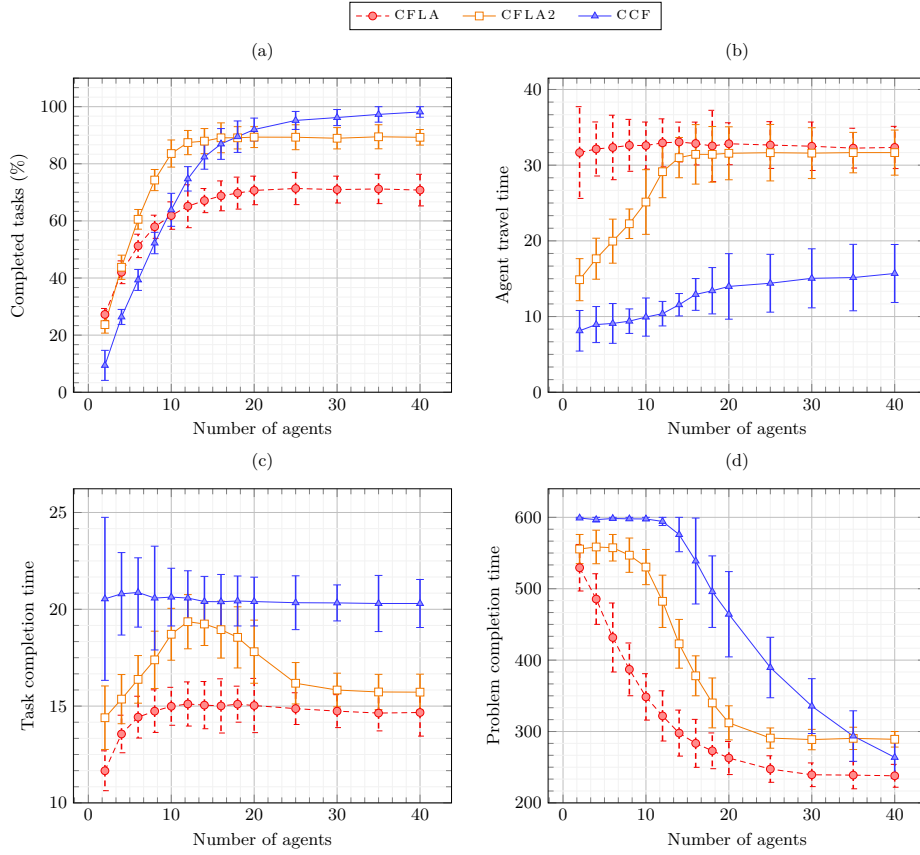 CFLA CFLA2 CCF
(a)
Completed tasks (%)
100
80
60
40
20
0
0 10 20 30 40
Number of agents
(b)
Agent travel time
40
30
20
10
0
0 10 20 30 40
Number of agents
(c)
Task completion time
25
20
15
10
0 10 20 30 40
Number of agents
(d)
Problem completion time
600
500
400
300
200
0 10 20 30 40
Number of agents